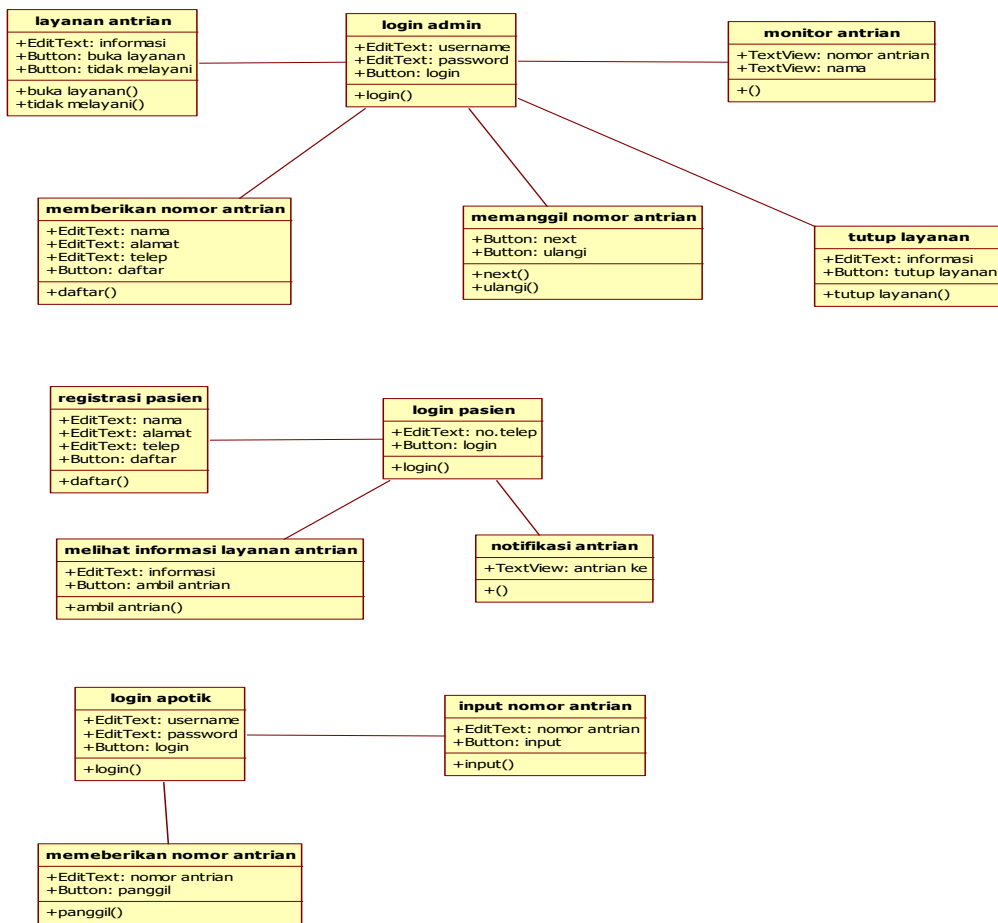 layanan antrian
+EditText: informasi
+Button: buka layanan
+Button: tidak melayani
+buka layanan()
+tidak melayani()
login admin
+EditText: username
+EditText: password
+Button: login
+login()
monitor antrian
+TextView: nomor antrian
+TextView: nama
+()
memberikan nomor antrian
+EditText: nama
+EditText: alamat
+EditText: telep
+Button: daftar
+daftar()
memanggil nomor antrian
+Button: next
+Button: ulangi
+next()
+ulangi()
tutup layanan
+EditText: informasi
+Button: tutup layanan
+tutup layanan()
registrasi pasien
+EditText: nama
+EditText: alamat
+EditText: telep
+Button: daftar
+daftar()
login pasien
+EditText: no.telep
+Button: login
+login()
melihat informasi layanan antrian
+EditText: informasi
+Button: ambil antrian
+ambil antrian()
notifikasi antrian
+TextView: antrian ke
+()
login apotik
+EditText: username
+EditText: password
+Button: login
+login()
input nomor antrian
+EditText: nomor antrian
+Button: input
+input()
memeberikan nomor antrian
+EditText: nomor antrian
+Button: panggil
+panggil()